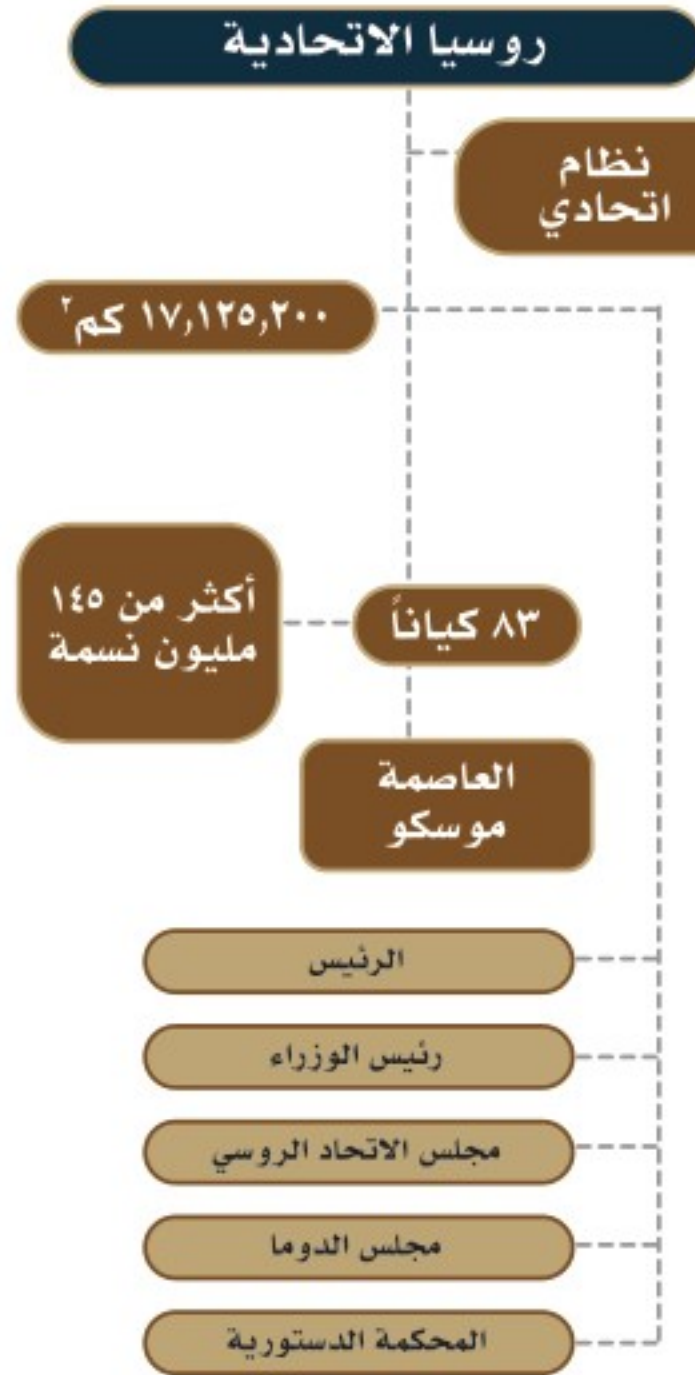 روسيا الاتحادية
نظام
اتحادي
١٧,١٢٥,٢٠٠ كم٢
٨٣ كياناً
أكثر من ١٤٥
مليون نسمة
العاصمة
موسكو
الرئيس
رئيس الوزراء
مجلس الاتحاد الروسي
مجلس الدوما
المحكمة الدستورية